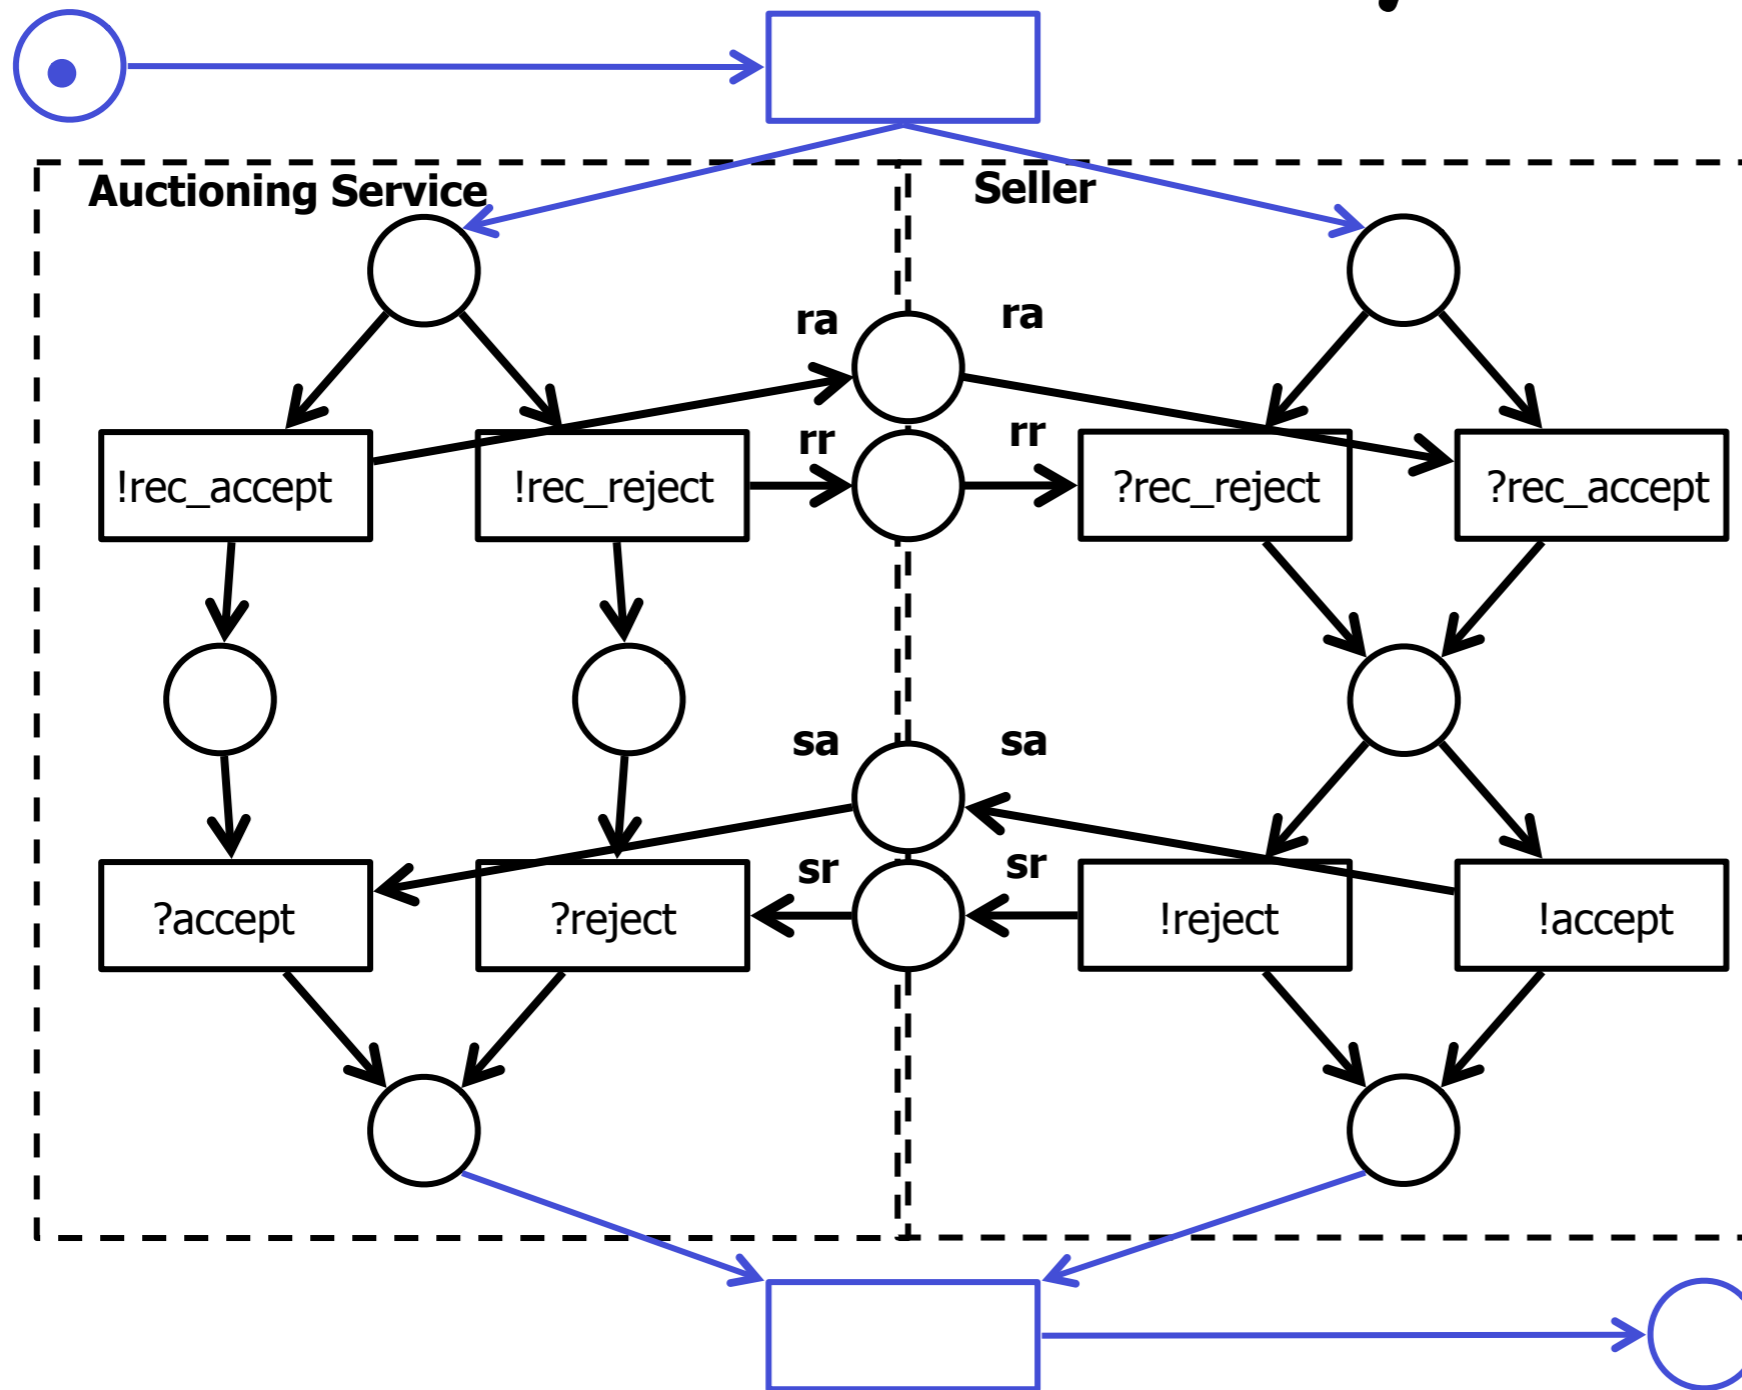 Auctioning Service
Seller
ra
ra
rr
rr
!rec_accept
!rec_reject
?rec_reject
?rec_accept
sa
sa
sr
sr
?accept
?reject
!reject
!accept